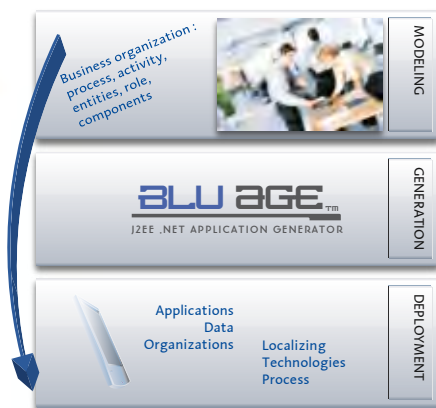 Business organization :
process, activity,
entities, role,
components
MODELING
BLU AGE TM
J2EE .NET APPLICATION GENERATOR
GENERATION
Applications
Data
Organizations
Localizing
Technologies
Process
DEPLOYMENT